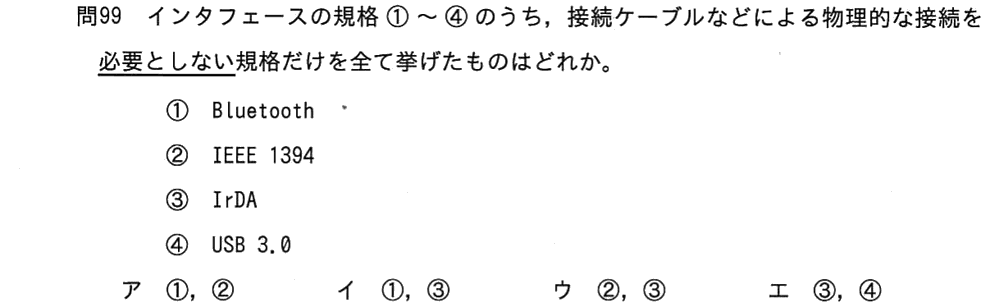 問99　インタフェースの規格 ① ～ ④ のうち，接続ケーブルなどによる物理的な接続を
必要としない規格だけを全て挙げたものはどれか。
①　Bluetooth
②　IEEE 1394
③　IrDA
④　USB 3.0
ア　①，②　　イ　①，③　　ウ　②，③　　エ　③，④